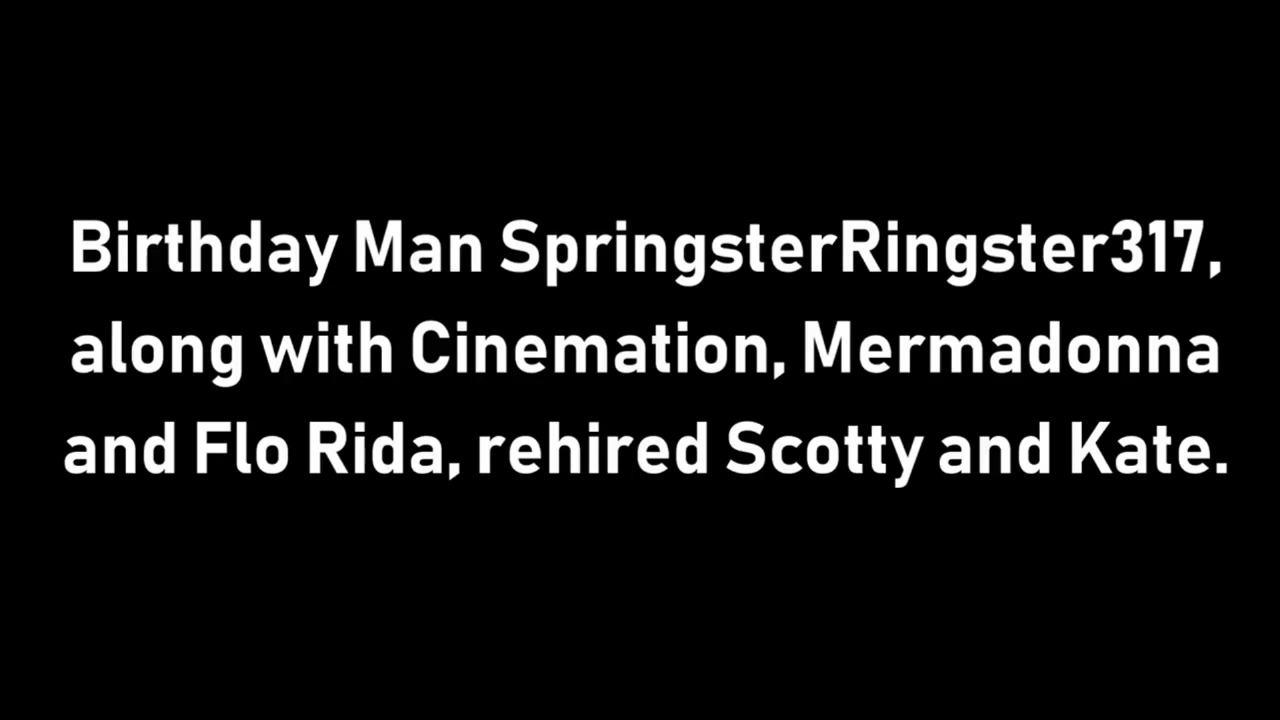 Birthday Man SpringsterRingster317,
along with Cinemation, Mermadonna
and Flo Rida, rehired Scotty and Kate.